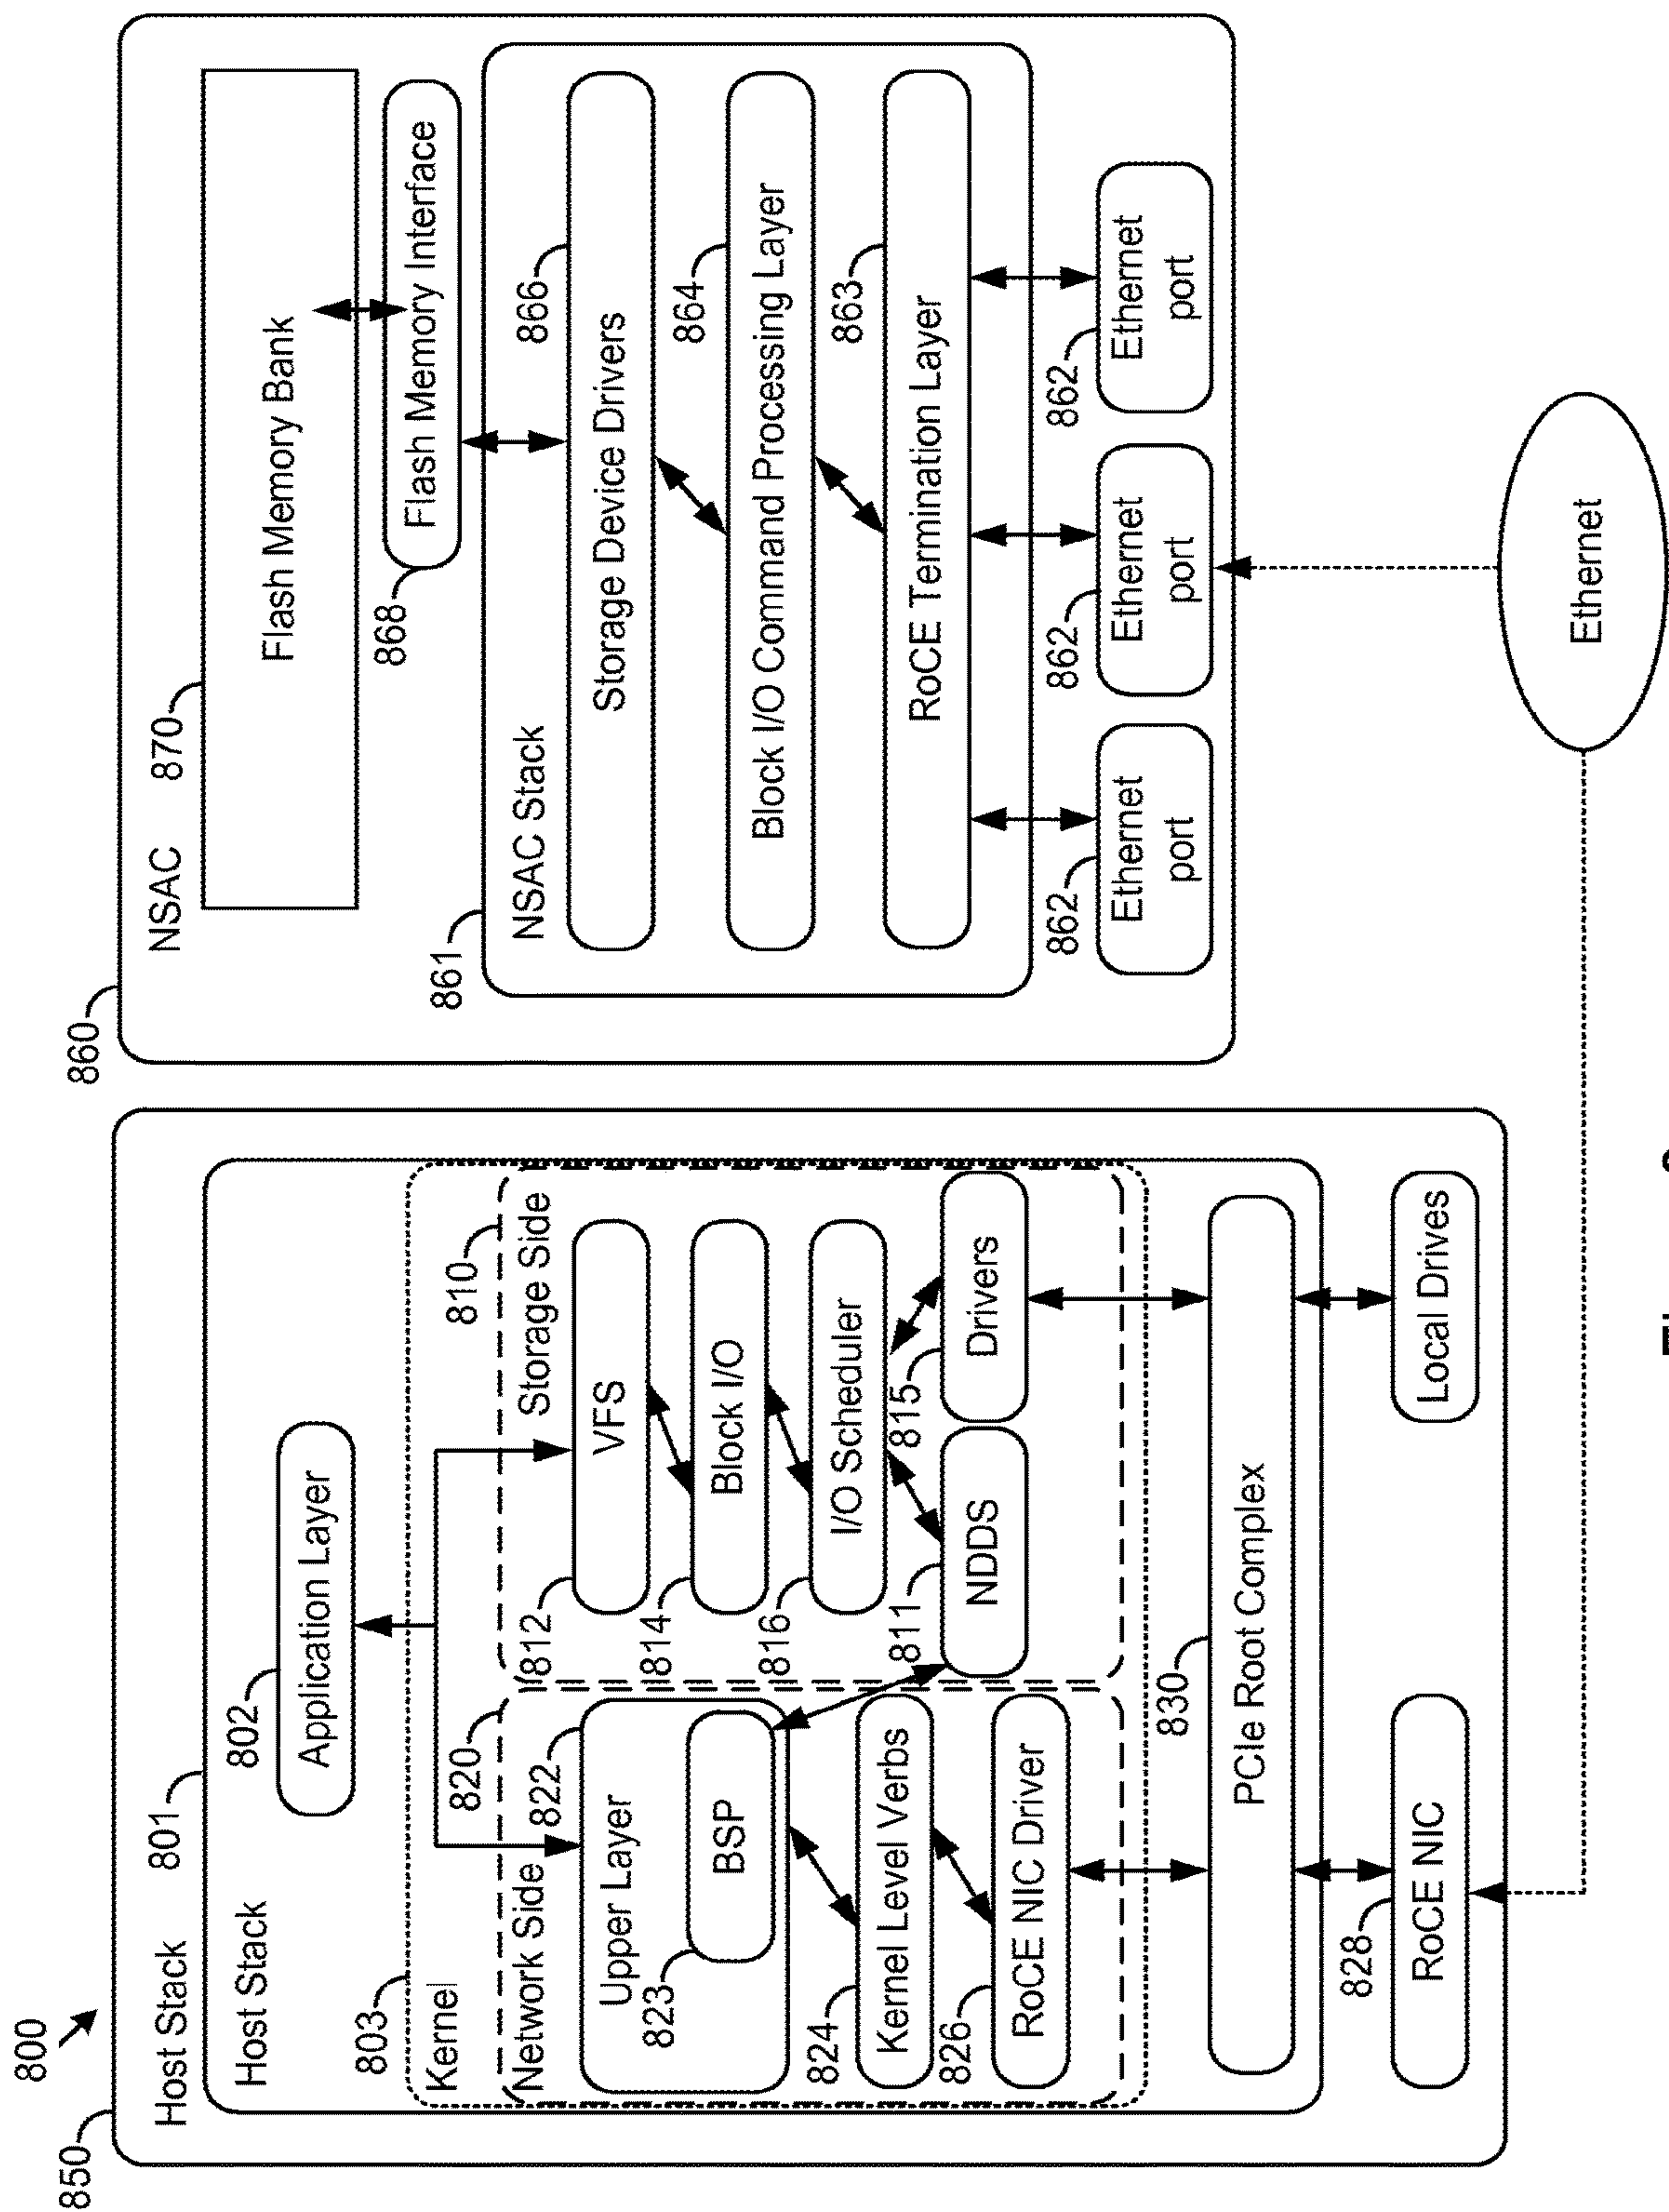 800
850
Host Stack
801
Host Stack
802
Application Layer
803
Kernel
820
Network Side
822
Upper Layer
823
BSP
824
Kernel Level Verbs
826
RoCE NIC Driver
810
Storage Side
812
VFS
814
Block I/O
816
I/O Scheduler
811
NDDS
815
Drivers
830
PCIe Root Complex
828
RoCE NIC
Local Drives
860
NSAC
870
Flash Memory Bank
868
Flash Memory Interface
861
NSAC Stack
866
Storage Device Drivers
864
Block I/O Command Processing Layer
863
RoCE Termination Layer
862
Ethernet
port
862
Ethernet
port
862
Ethernet
port
Ethernet